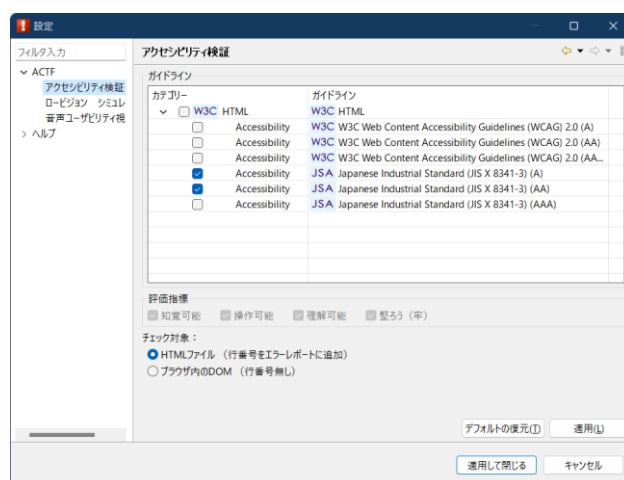 設定
フィルタ入力
アクセシビリティ検証
ACTF
アクセシビリティ検証
ロービジョン シミュレ
音声ユーザビリティ視
ヘルプ
ガイドライン
カテゴリー ガイドライン
W3C HTML W3C HTML
Accessibility W3C W3C Web Content Accessibility Guidelines (WCAG) 2.0 (A)
Accessibility W3C W3C Web Content Accessibility Guidelines (WCAG) 2.0 (AA)
Accessibility W3C W3C Web Content Accessibility Guidelines (WCAG) 2.0 (AA...
Accessibility JSA Japanese Industrial Standard (JIS X 8341-3) (A)
Accessibility JSA Japanese Industrial Standard (JIS X 8341-3) (AA)
Accessibility JSA Japanese Industrial Standard (JIS X 8341-3) (AAA)
評価指標
知覚可能 操作可能 理解可能 堅ろう（牢）
チェック対象：
HTMLファイル （行番号をエラーレポートに追加）
ブラウザ内のDOM （行番号無し）
デフォルトの復元(T) 適用(L)
適用して閉じる キャンセル